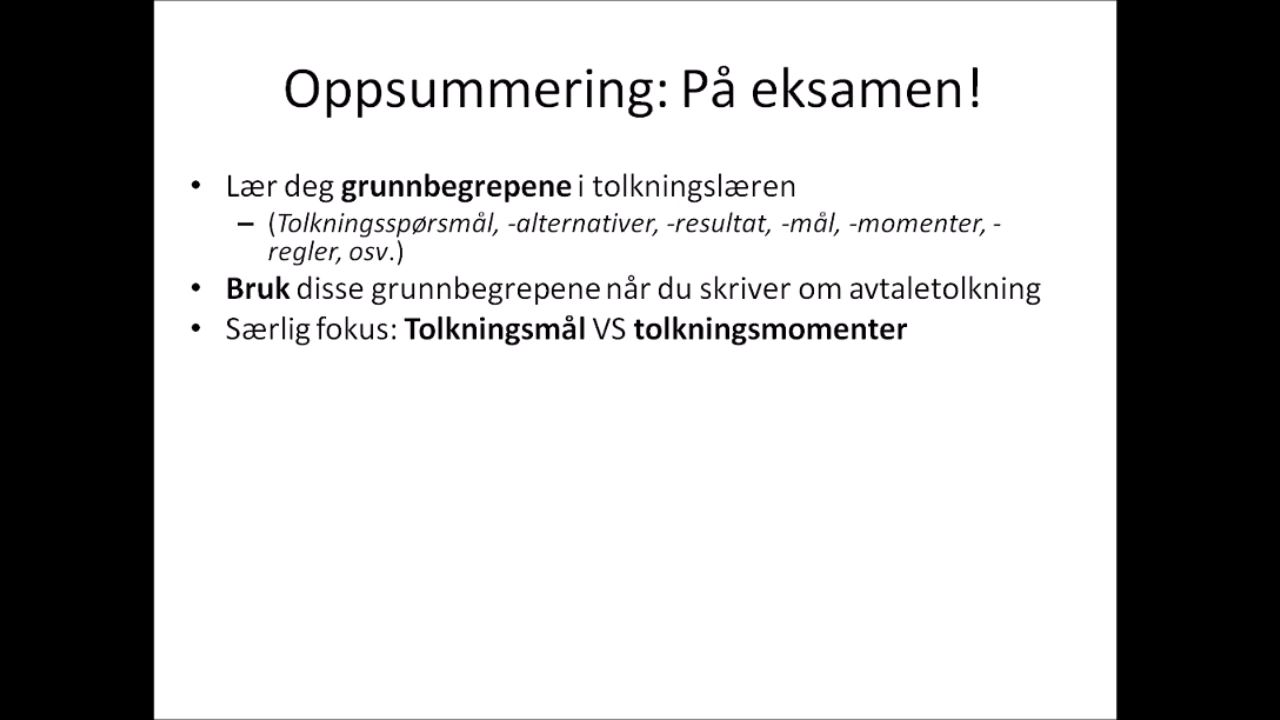 Oppsummering: På eksamen!
• Lær deg grunnbegrepene i tolkningslæren
– (Tolkningsspørsmål, -alternativer, -resultat, -mål, -momenter, -
regler, osv.)
• Bruk disse grunnbegrepene når du skriver om avtaletolkning
• Særlig fokus: Tolkningsmål VS tolkningsmomenter